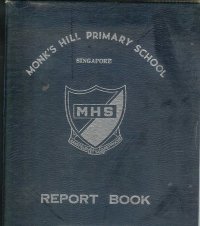 MONK'S HILL PRIMARY SCHOOL
SINGAPORE
MHS
REPORT BOOK